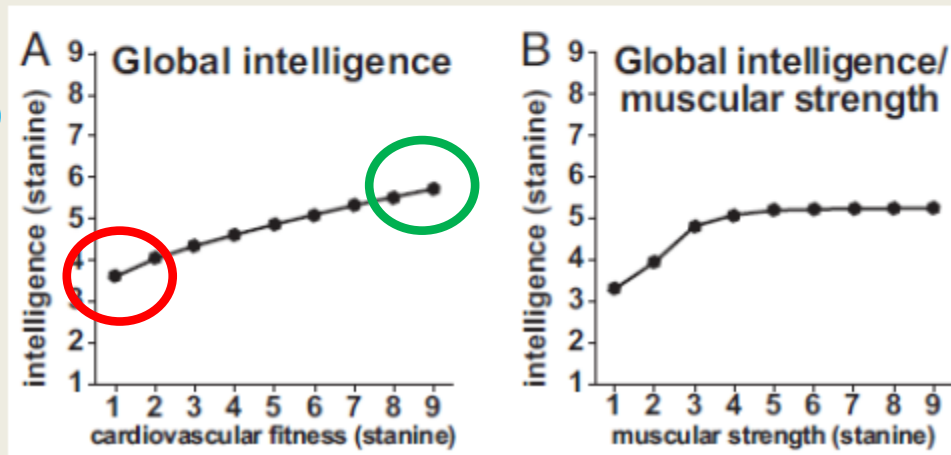 A
Global intelligence
intelligence (stanine)
9
8
7
6
5
4
3
2
1
1 2 3 4 5 6 7 8 9
cardiovascular fitness (stanine)
B
Global intelligence/
muscular strength
intelligence (stanine)
9
8
7
6
5
4
3
2
1
1 2 3 4 5 6 7 8 9
muscular strength (stanine)